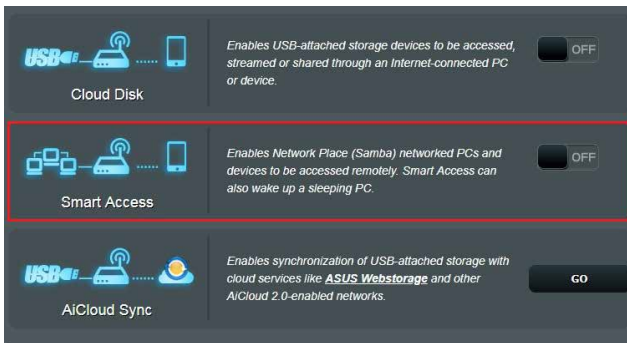 Enables USB-attached storage devices to be accessed,
streamed or shared through an Internet-connected PC
or device.
OFF
USB
Cloud Disk
Enables Network Place (Samba) networked PCs and
devices to be accessed remotely. Smart Access can
also wake up a sleeping PC.
OFF
Smart Access
Enables synchronization of USB-attached storage with
cloud services like ASUS Webstorage and other
AiCloud 2.0-enabled networks.
GO
USB
AiCloud Sync